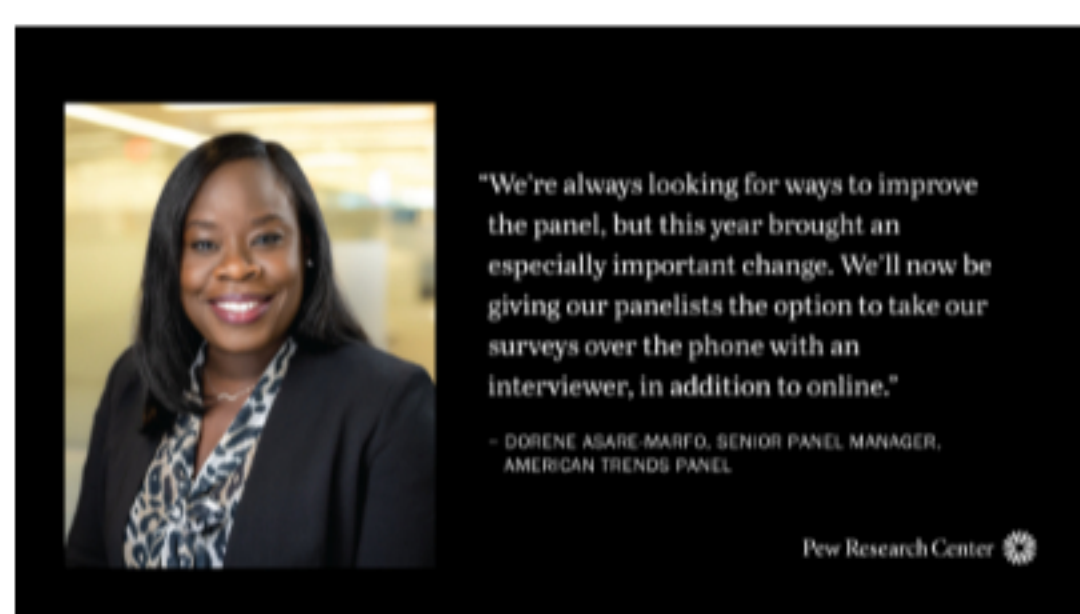 “We’re always looking for ways to improve
the panel, but this year brought an
especially important change. We’ll now be
giving our panelists the option to take our
surveys over the phone with an
interviewer, in addition to online.”
– DORENE ASARE-MARFO, SENIOR PANEL MANAGER,
AMERICAN TRENDS PANEL
Pew Research Center